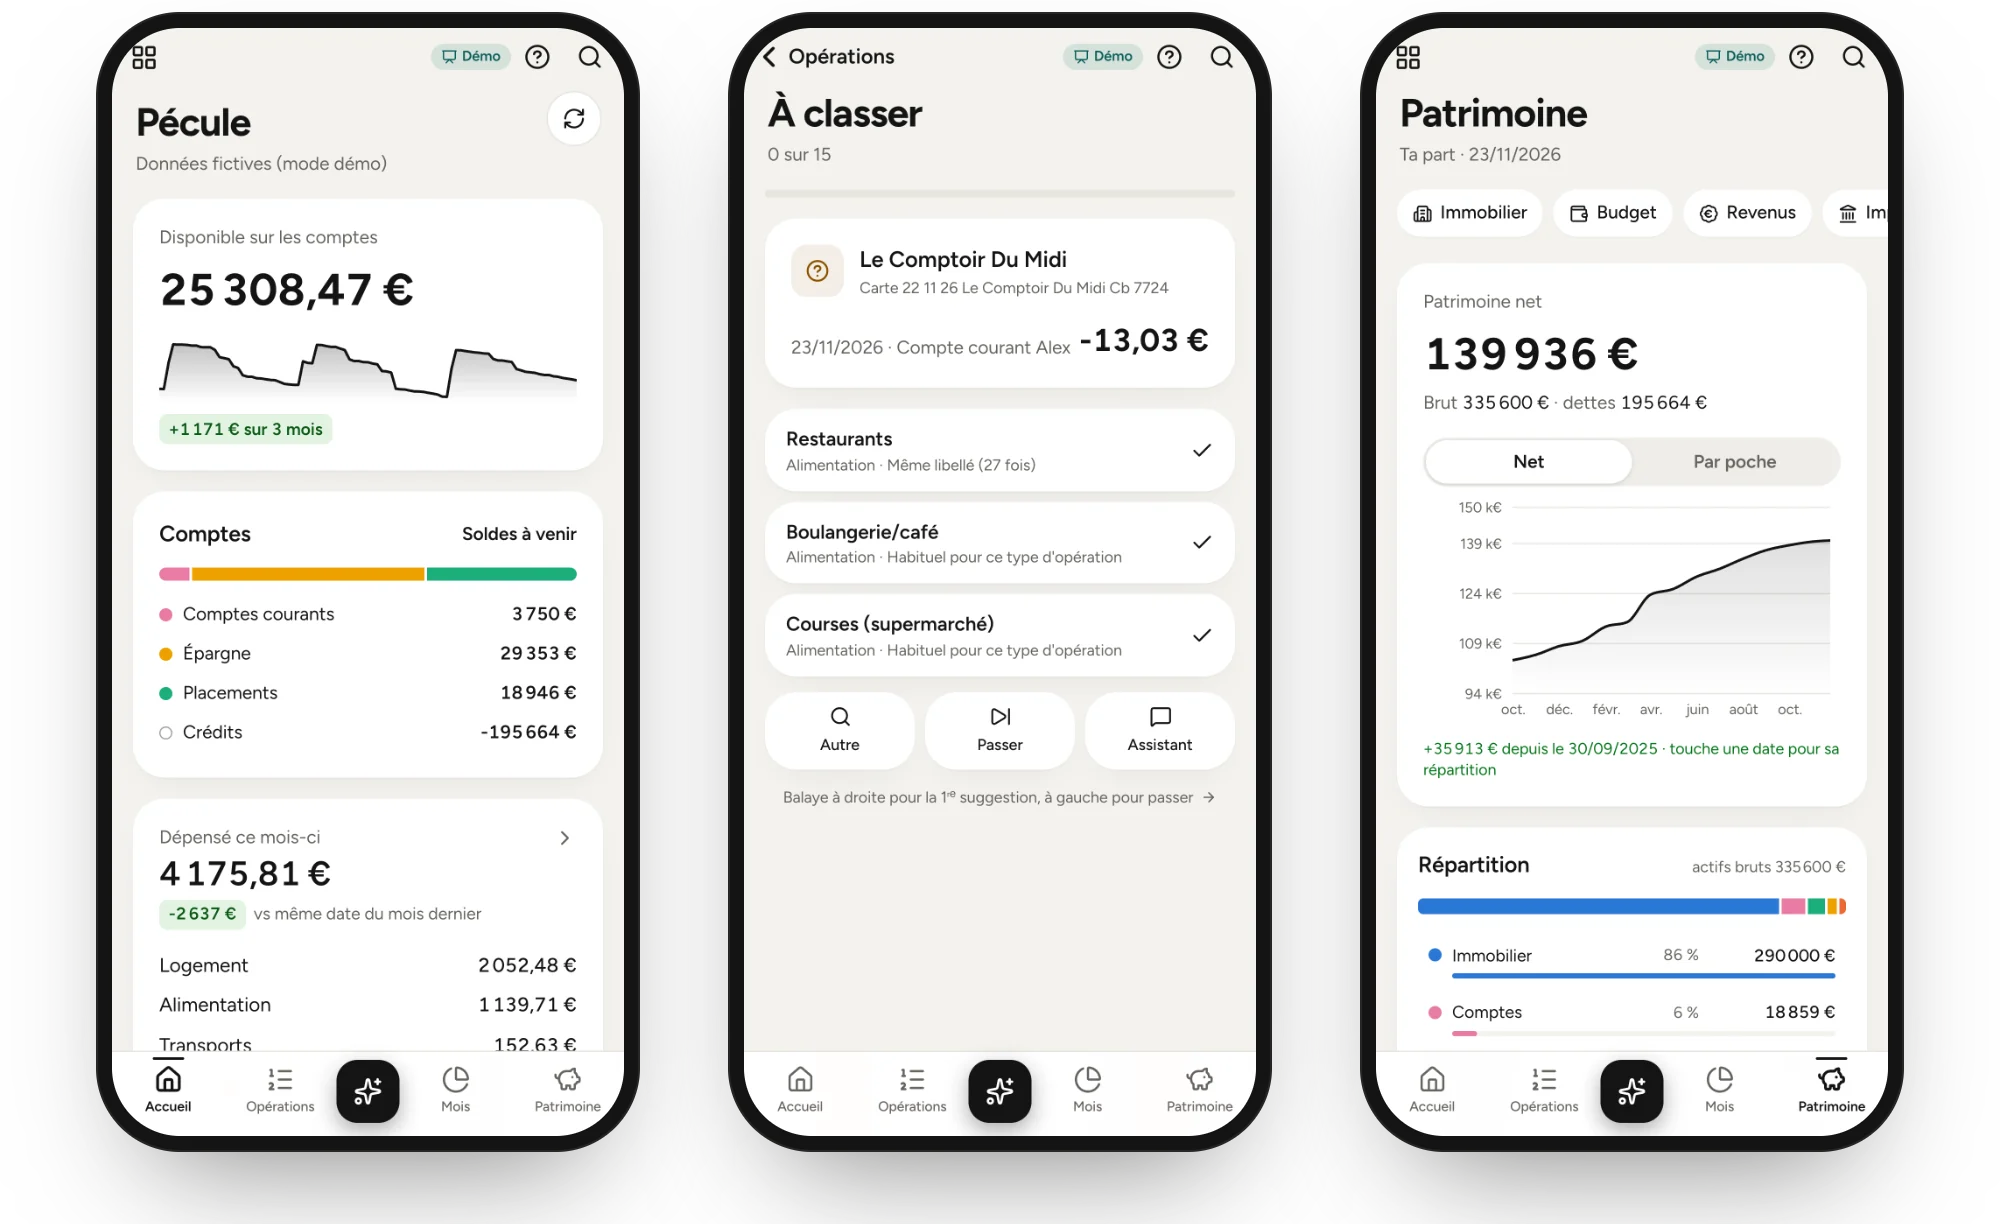 Démo
Pécule
Données fictives (mode démo)
Disponible sur les comptes
25 308,47 €
+1 171 € sur 3 mois
Comptes
Soldes à venir
Comptes courants
3 750 €
Épargne
29 353 €
Placements
18 946 €
Crédits
-195 664 €
Dépensé ce mois-ci
4 175,81 €
-2 637 €
vs même date du mois dernier
Logement
2 052,48 €
Alimentation
1 139,71 €
Transports
152,63 €
Accueil
Opérations
Mois
Patrimoine
Opérations
Démo
À classer
0 sur 15
Le Comptoir Du Midi
Carte 22 11 26 Le Comptoir Du Midi Cb 7724
23/11/2026 · Compte courant Alex
-13,03 €
Restaurants
Alimentation · Même libellé (27 fois)
Boulangerie/café
Alimentation · Habituel pour ce type d'opération
Courses (supermarché)
Alimentation · Habituel pour ce type d'opération
Autre
Passer
Assistant
Balaye à droite pour la 1re suggestion, à gauche pour passer →
Accueil
Opérations
Mois
Patrimoine
Démo
Patrimoine
Ta part · 23/11/2026
Immobilier
Budget
Revenus
Patrimoine net
139 936 €
Brut 335 600 € · dettes 195 664 €
Net
Par poche
150 k€
139 k€
124 k€
109 k€
94 k€
oct.
déc.
févr.
avr.
juin
août
oct.
+35 913 € depuis le 30/09/2025 · touche une date pour sa
répartition
Répartition
actifs bruts 335 600 €
Immobilier
86 %
290 000 €
Comptes
6 %
18 859 €
Accueil
Opérations
Mois
Patrimoine